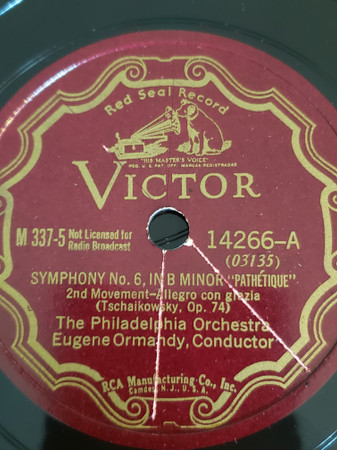 Red Seal Record
"HIS MASTER'S VOICE"
REG. U. S. PAT. OFF. MARCAS REGISTRADAS
VICTOR
M 337-5 Not Licensed for Radio Broadcast
14266-A
(03135)
SYMPHONY No. 6, IN B MINOR "PATHÉTIQUE"
2nd Movement-Allegro con grazia
(Tschaikowsky, Op. 74)
The Philadelphia Orchestra
Eugene Ormandy, Conductor
RCA Manufacturing Co., Inc.
Camden, N. J., U. S. A.